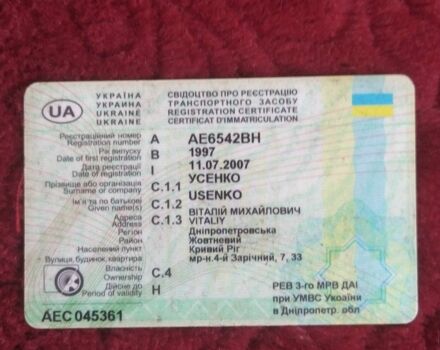 УКРАЇНА
УКРАИНА
UKRAINE
UKRAINE
СВІДОЦТВО ПРО РЕЄСТРАЦІЮ
ТРАНСПОРТНОГО ЗАСОБУ
REGISTRATION CERTIFICATE
CERTIFICAT D'IMMATRICULATION
UA
Реєстраційний номер
Registration number A AE6542BH
Рік випуску B 1997
Date of first registration
Дата реєстрації I 11.07.2007
Прізвище або організація C.1.1 УСЕНКО
Surname or company USENKO
Ім'я та по батькові C.1.2 ВІТАЛІЙ МИХАЙЛОВИЧ
Given name(s) VITALIY
Адреса C.1.3
Address
Регіон Дніпропетровська
Район Жовтневий
Населений пункт Кривий Ріг
Вулиця, будинок, квартира мр-н.4-й Зарічний, 7, 33
Власність C.4
Ownership
Дійсне до H
Period of validity
РЕВ 3-го МРВ ДАІ
при УМВС України
в Дніпропетр. обл
AEC 045361